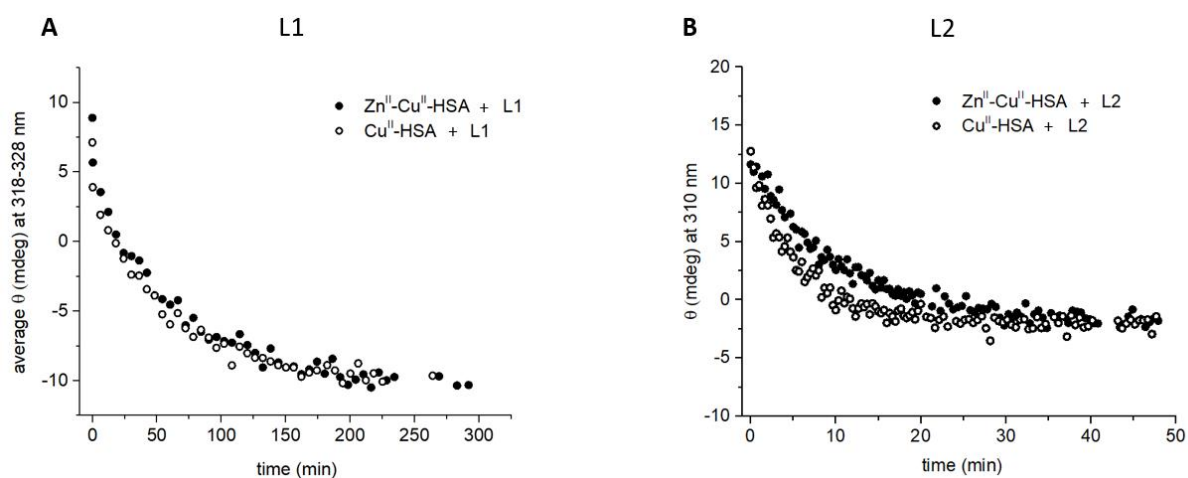 A
L1
10
5
0
-5
-10
average θ (mdeg) at 318-328 nm
Zn^II-Cu^II-HSA + L1
Cu^II-HSA + L1
0 50 100 150 200 250 300
time (min)
B
L2
20
15
10
5
0
-5
-10
θ (mdeg) at 310 nm
Zn^II-Cu^II-HSA + L2
Cu^II-HSA + L2
0 10 20 30 40 50
time (min)